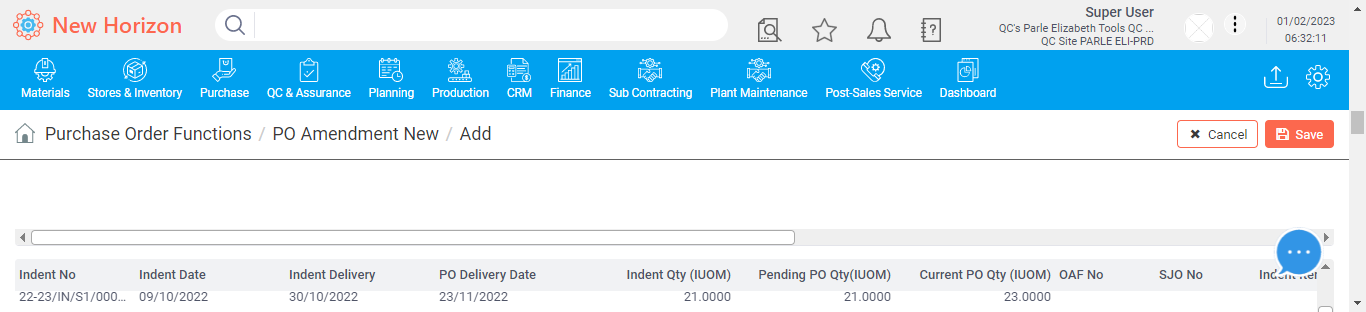 New Horizon
Super User
QC's Parle Elizabeth Tools QC ...
QC Site PARLE ELI-PRD
01/02/2023
06:32:11
Materials Stores & Inventory Purchase QC & Assurance Planning Production CRM Finance Sub Contracting Plant Maintenance Post-Sales Service Dashboard
Purchase Order Functions / PO Amendment New / Add
Cancel Save
Indent No Indent Date Indent Delivery PO Delivery Date Indent Qty (IUOM) Pending PO Qty(IUOM) Current PO Qty (IUOM) OAF No SJO No Indent
22-23/IN/S1/000... 09/10/2022 30/10/2022 23/11/2022 21.0000 21.0000 23.0000